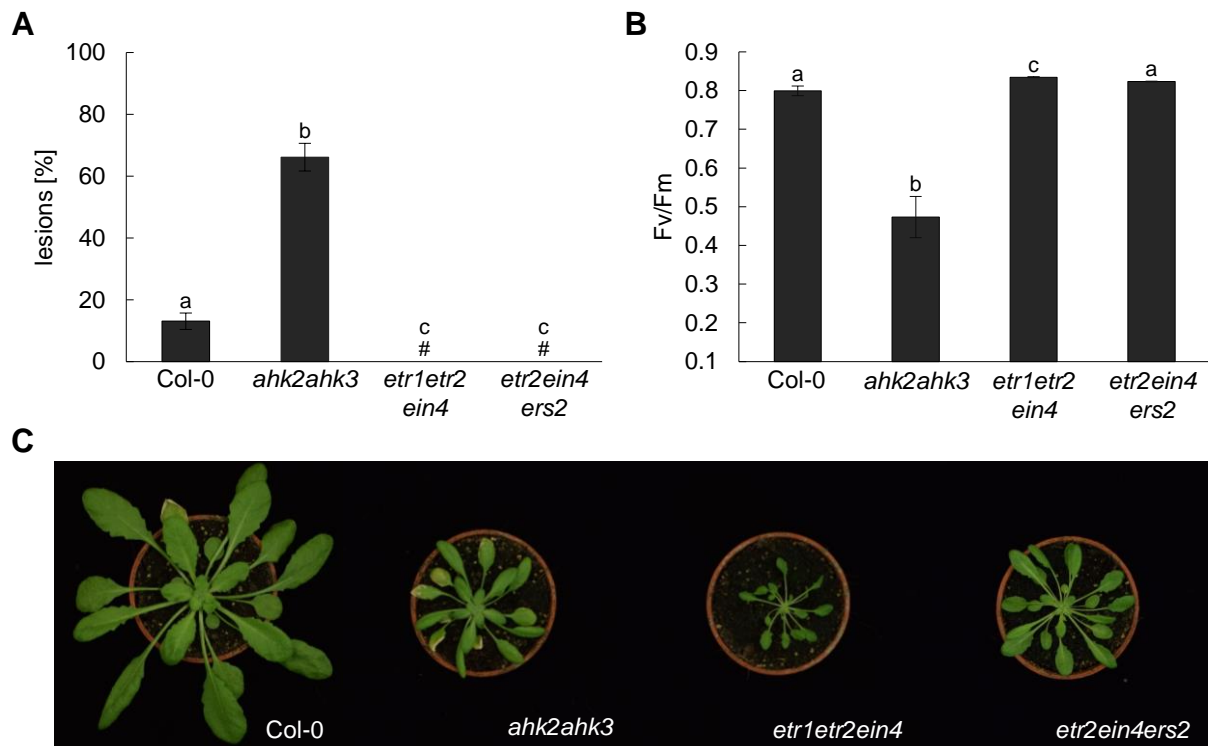 A
100
80
60
40
20
0
lesions [%]
a
b
c
#
c
#
Col-0
ahk2ahk3
etr1etr2
ein4
etr2ein4
ers2
B
0.9
0.8
0.7
0.6
0.5
0.4
0.3
0.2
0.1
Fv/Fm
a
b
c
a
Col-0
ahk2ahk3
etr1etr2
ein4
etr2ein4
ers2
C
Col-0
ahk2ahk3
etr1etr2ein4
etr2ein4ers2